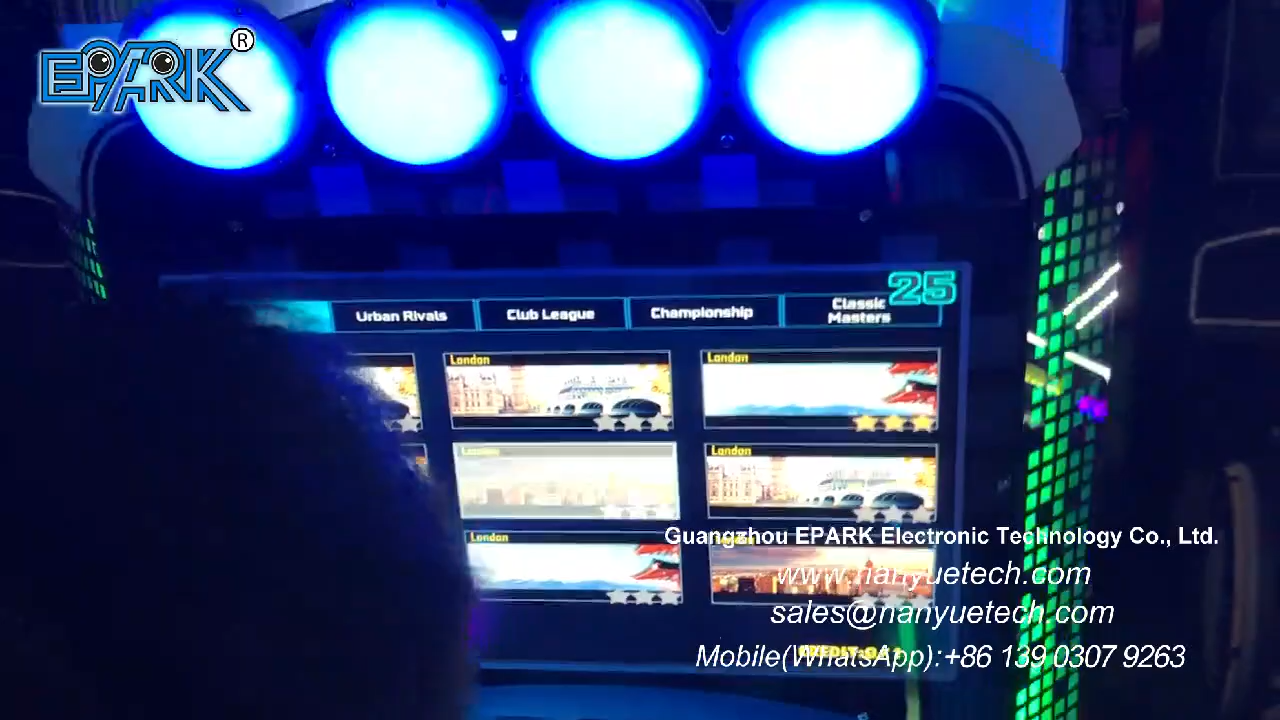 EPARK®
25
Urban Rivals
Club League
Championship
Classic
Masters
London
London
London
London
London
Guangzhou EPARK Electronic Technology Co., Ltd.
www.nanyuetech.com
sales@nanyuetech.com
Mobile(WhatsApp):+86 139 0307 9263